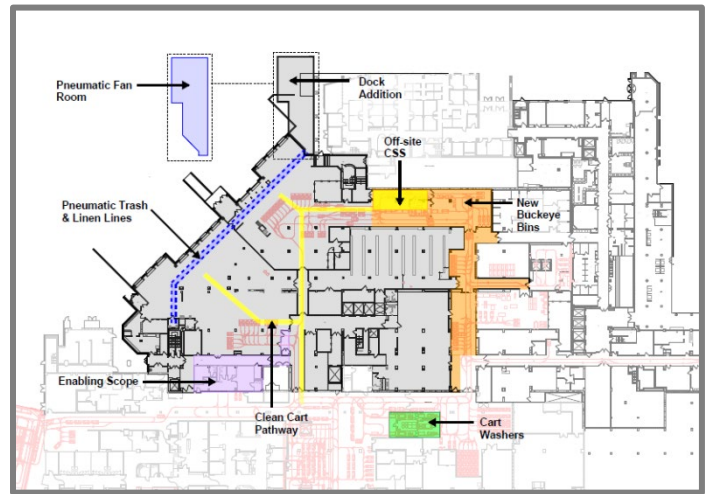 Pneumatic Fan
Room
Dock
Addition
Off-site
CSS
Pneumatic Trash
& Linen Lines
New
Buckeye
Bins
Enabling Scope
Clean Cart
Pathway
Cart
Washers